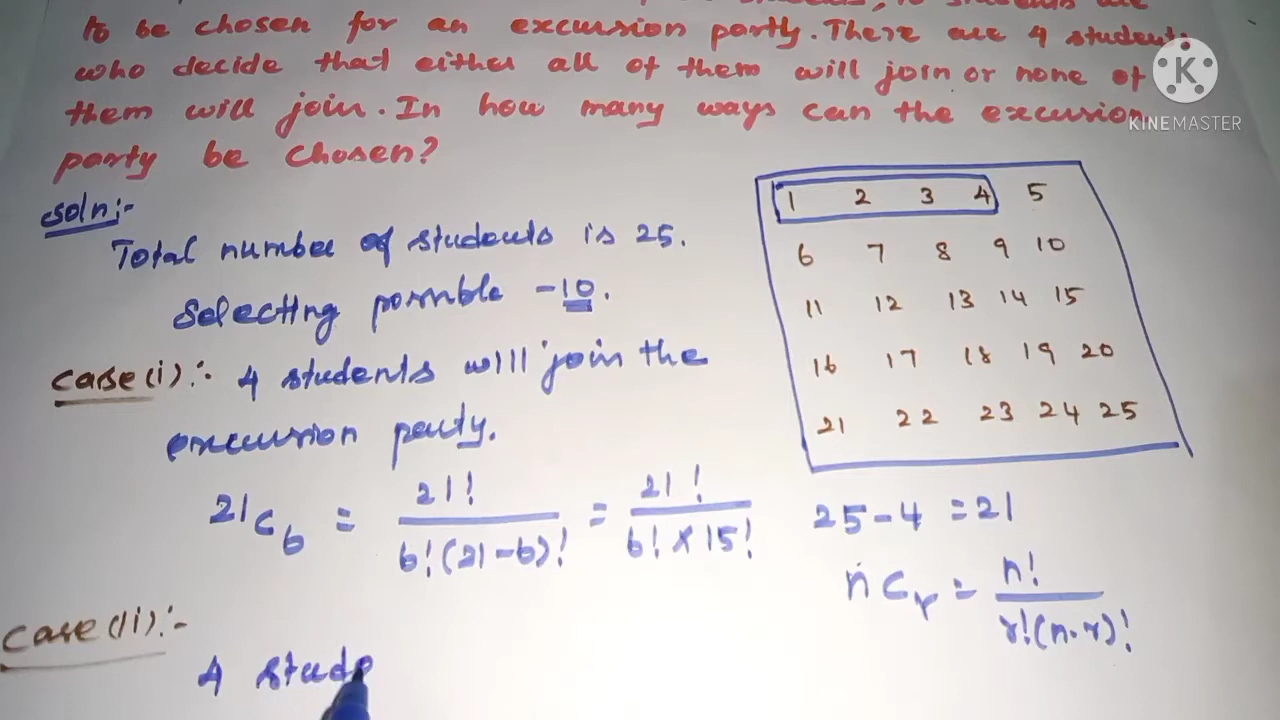 to be chosen for an excursion party. There are 4 students
who decide that either all of them will join or none of
them will join. In how many ways can the excursion
party be chosen?
KINEMASTER
Soln:-
Total number of students is 25.
Selecting possible - 10.
Case(i):- 4 students will join the
excursion party.
21C6 = 21! / 6!(21-6)! = 21! / 6! × 15!
Case(ii):-
4 stude
1 2 3 4 5
6 7 8 9 10
11 12 13 14 15
16 17 18 19 20
21 22 23 24 25
25-4 = 21
nCr = n! / r!(n-r)!